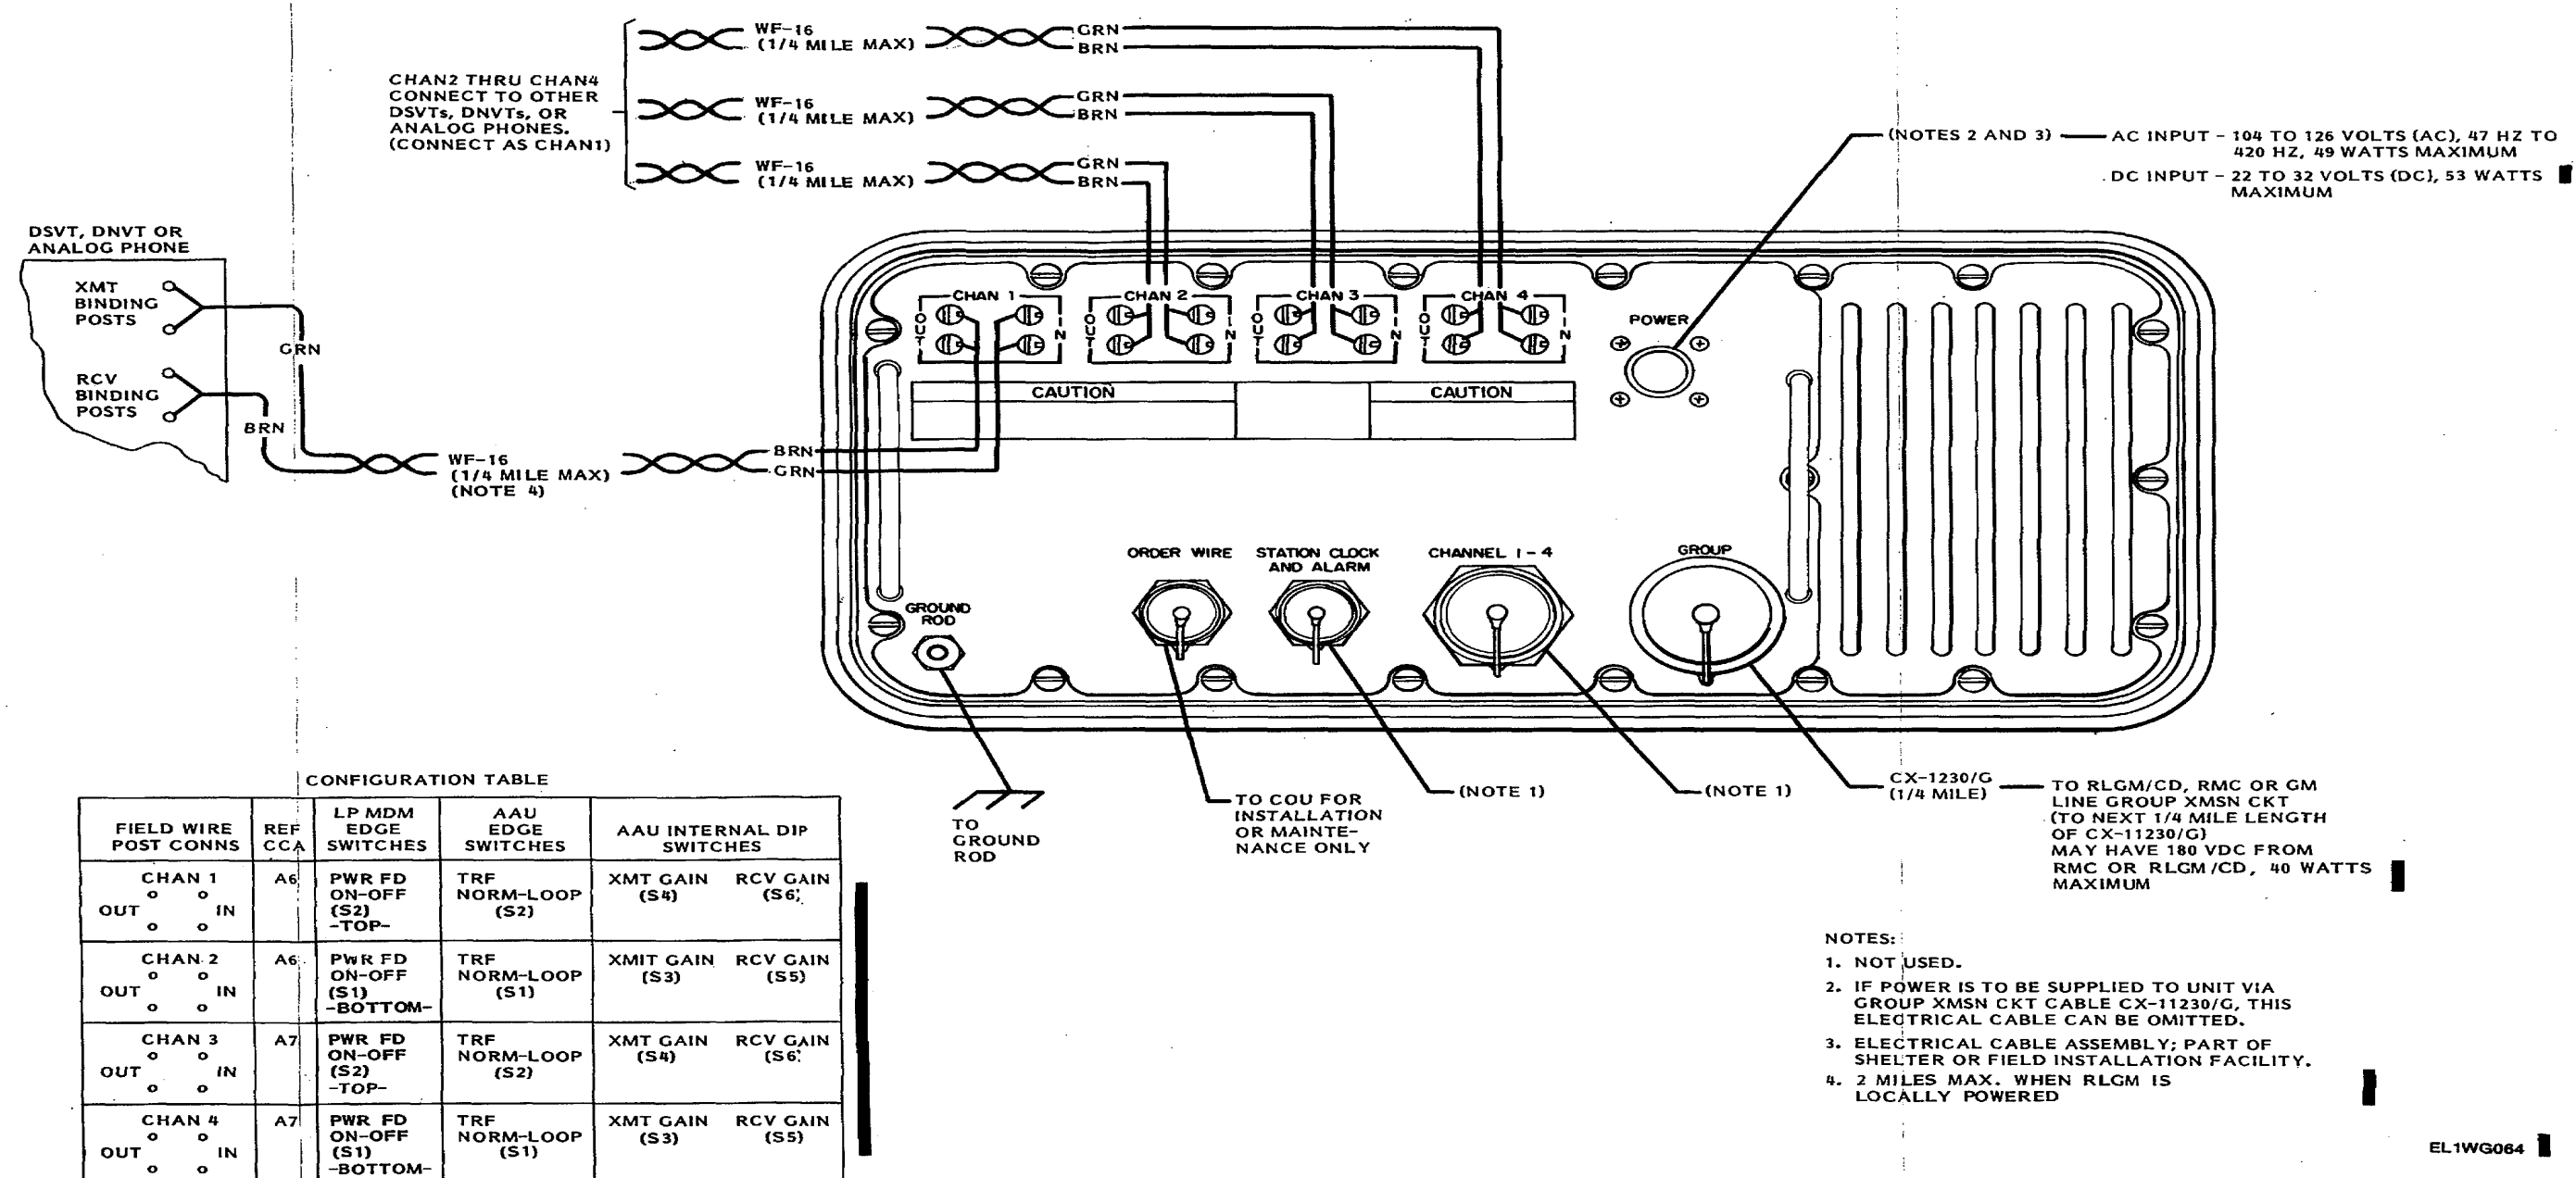 WF-16
(1/4 MILE MAX)
GRN
BRN
CHAN2 THRU CHAN4
CONNECT TO OTHER
DSVTs, DNVTs, OR
ANALOG PHONES.
(CONNECT AS CHAN1)
WF-16
(1/4 MILE MAX)
GRN
BRN
WF-16
(1/4 MILE MAX)
GRN
BRN
(NOTES 2 AND 3)
AC INPUT - 104 TO 126 VOLTS (AC), 47 HZ TO
420 HZ, 49 WATTS MAXIMUM
DC INPUT - 22 TO 32 VOLTS (DC), 53 WATTS
MAXIMUM
DSVT, DNVT OR
ANALOG PHONE
XMT
BINDING
POSTS
GRN
RCV
BINDING
POSTS
BRN
WF-16
(1/4 MILE MAX)
(NOTE 4)
BRN
GRN
CHAN 1
OUT
IN
CHAN 2
OUT
IN
CHAN 3
OUT
IN
CHAN 4
OUT
IN
POWER
CAUTION
CAUTION
ORDER WIRE
STATION CLOCK
AND ALARM
CHANNEL 1 - 4
GROUP
GROUND
ROD
TO
GROUND
ROD
TO COU FOR
INSTALLATION
OR MAINTE-
NANCE ONLY
(NOTE 1)
(NOTE 1)
CX-1230/G
(1/4 MILE)
TO RLGM/CD, RMC OR GM
LINE GROUP XMSN CKT
(TO NEXT 1/4 MILE LENGTH
OF CX-11230/G)
MAY HAVE 180 VDC FROM
RMC OR RLGM/CD, 40 WATTS
MAXIMUM
CONFIGURATION TABLE
FIELD WIRE
POST CONNS
REF
CCA
LP MDM
EDGE
SWITCHES
AAU
EDGE
SWITCHES
AAU INTERNAL DIP
SWITCHES
CHAN 1
OUT IN
A6
PWR FD
ON-OFF
(S2)
-TOP-
TRF
NORM-LOOP
(S2)
XMT GAIN
(S4)
RCV GAIN
(S6)
CHAN 2
OUT IN
A6
PWR FD
ON-OFF
(S1)
-BOTTOM-
TRF
NORM-LOOP
(S1)
XMIT GAIN
(S3)
RCV GAIN
(S5)
CHAN 3
OUT IN
A7
PWR FD
ON-OFF
(S2)
-TOP-
TRF
NORM-LOOP
(S2)
XMT GAIN
(S4)
RCV GAIN
(S6)
CHAN 4
OUT IN
A7
PWR FD
ON-OFF
(S1)
-BOTTOM-
TRF
NORM-LOOP
(S1)
XMT GAIN
(S3)
RCV GAIN
(S5)
NOTES:
1. NOT USED.
2. IF POWER IS TO BE SUPPLIED TO UNIT VIA
GROUP XMSN CKT CABLE CX-11230/G, THIS
ELECTRICAL CABLE CAN BE OMITTED.
3. ELECTRICAL CABLE ASSEMBLY; PART OF
SHELTER OR FIELD INSTALLATION FACILITY.
4. 2 MILES MAX. WHEN RLGM IS
LOCALLY POWERED
EL1WG064